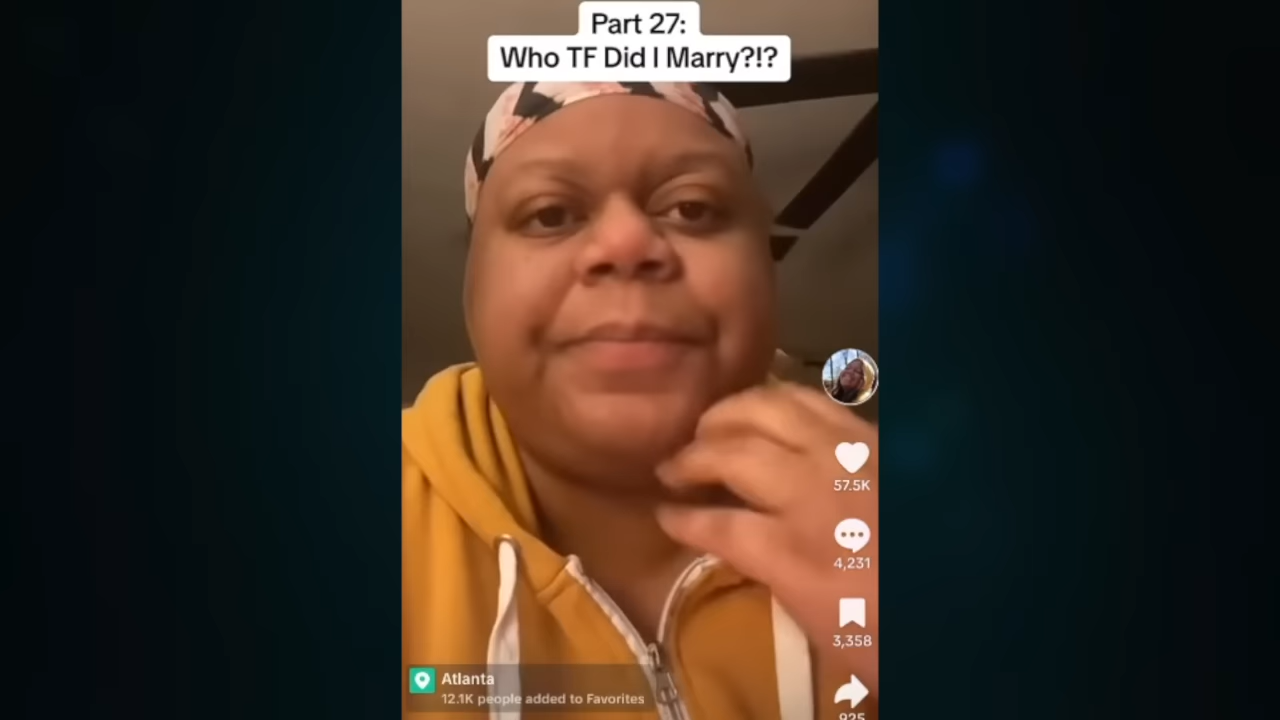 Part 27:
Who TF Did I Marry?!?
57.5K
4,231
3,358
Atlanta
12.1K people added to Favorites
925